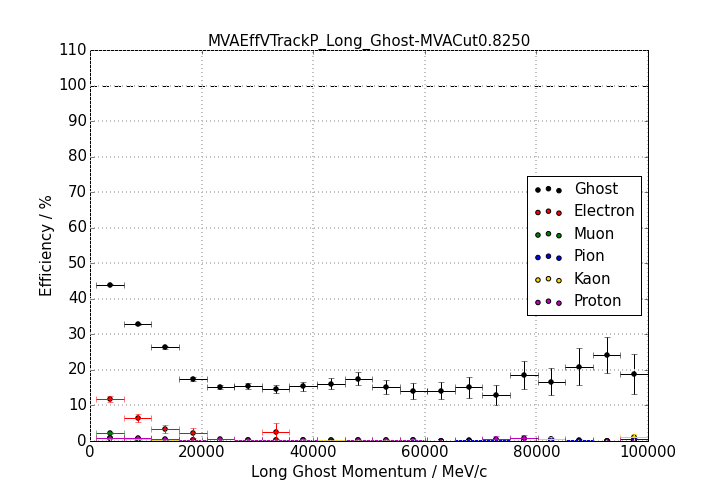 MVAEffVTrackP_Long_Ghost-MVACut0.8250
110
100
90
80
70
60
50
40
30
20
10
0
Efficiency / %
Ghost
Electron
Muon
Pion
Kaon
Proton
0 20000 40000 60000 80000 100000
Long Ghost Momentum / MeV/c